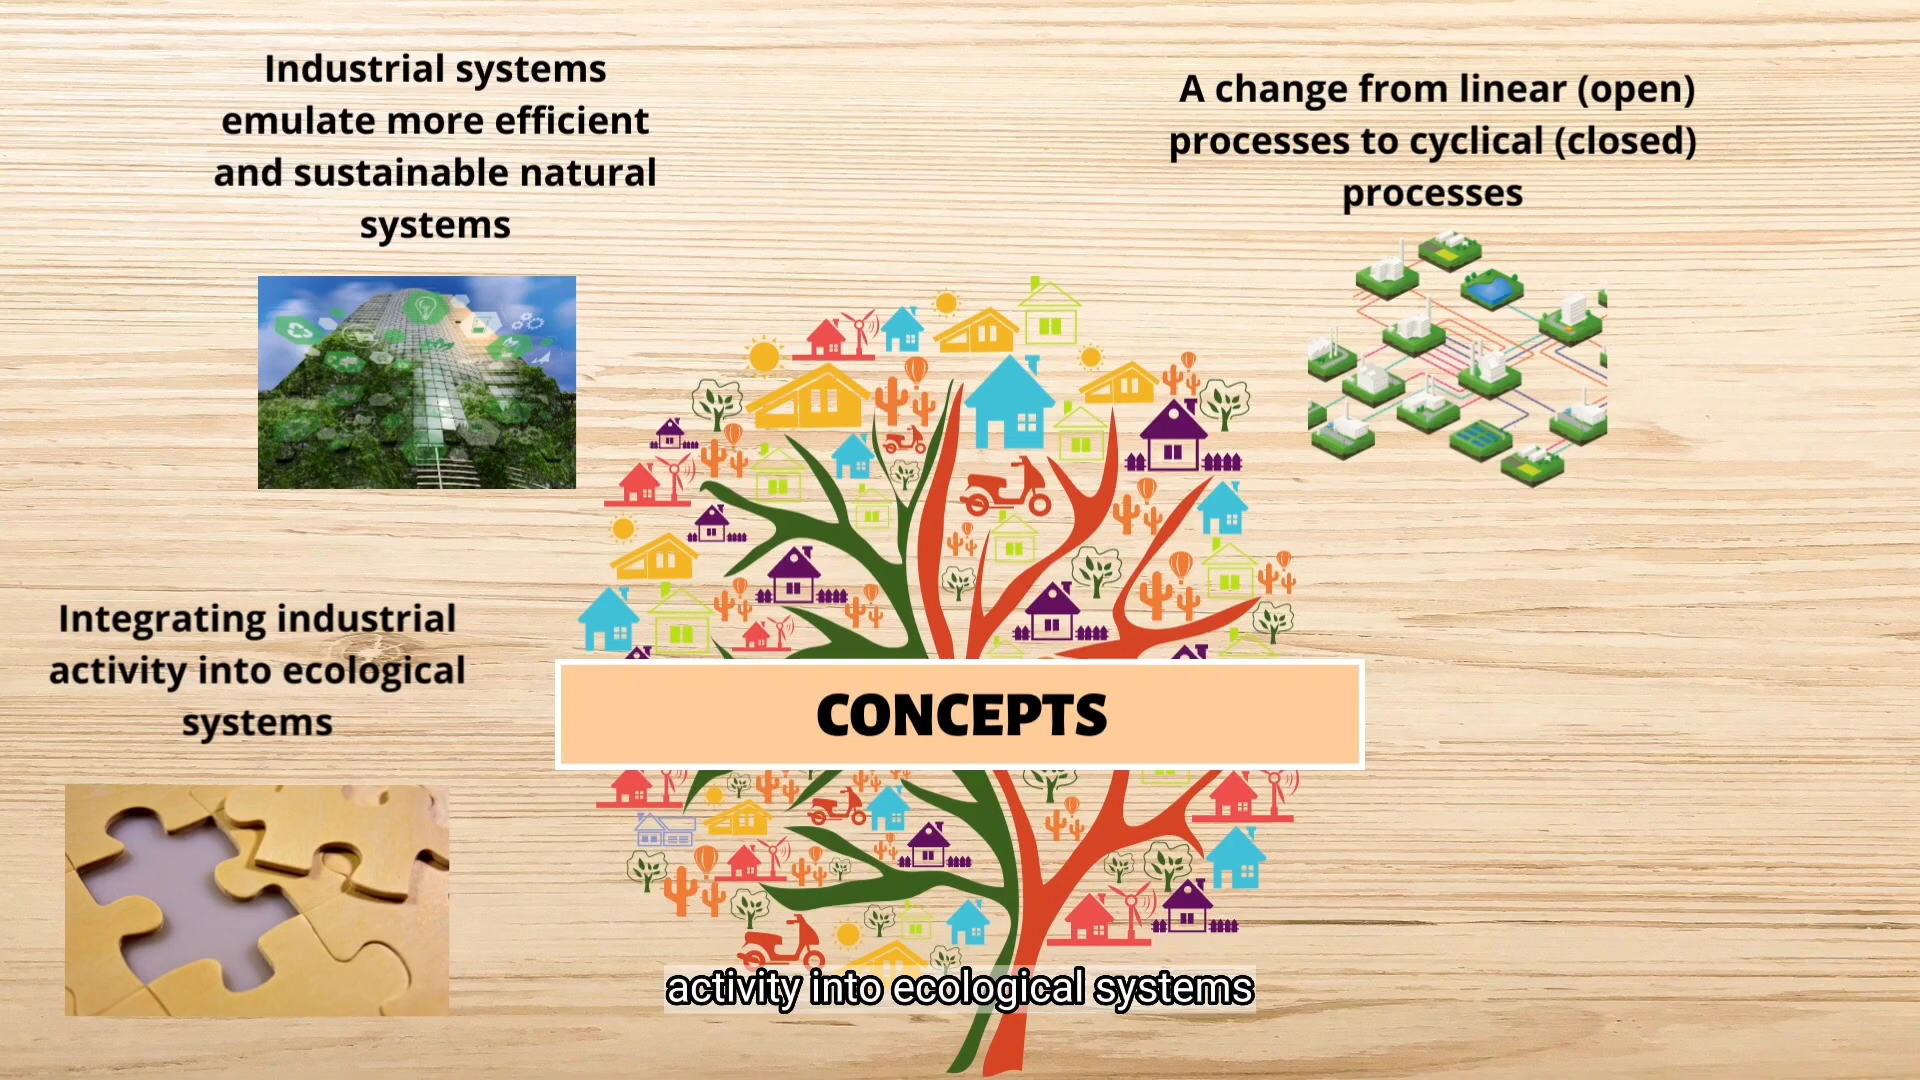 Industrial systems
emulate more efficient
and sustainable natural
systems
A change from linear (open)
processes to cyclical (closed)
processes
Integrating industrial
activity into ecological
systems
CONCEPTS
activity into ecological systems